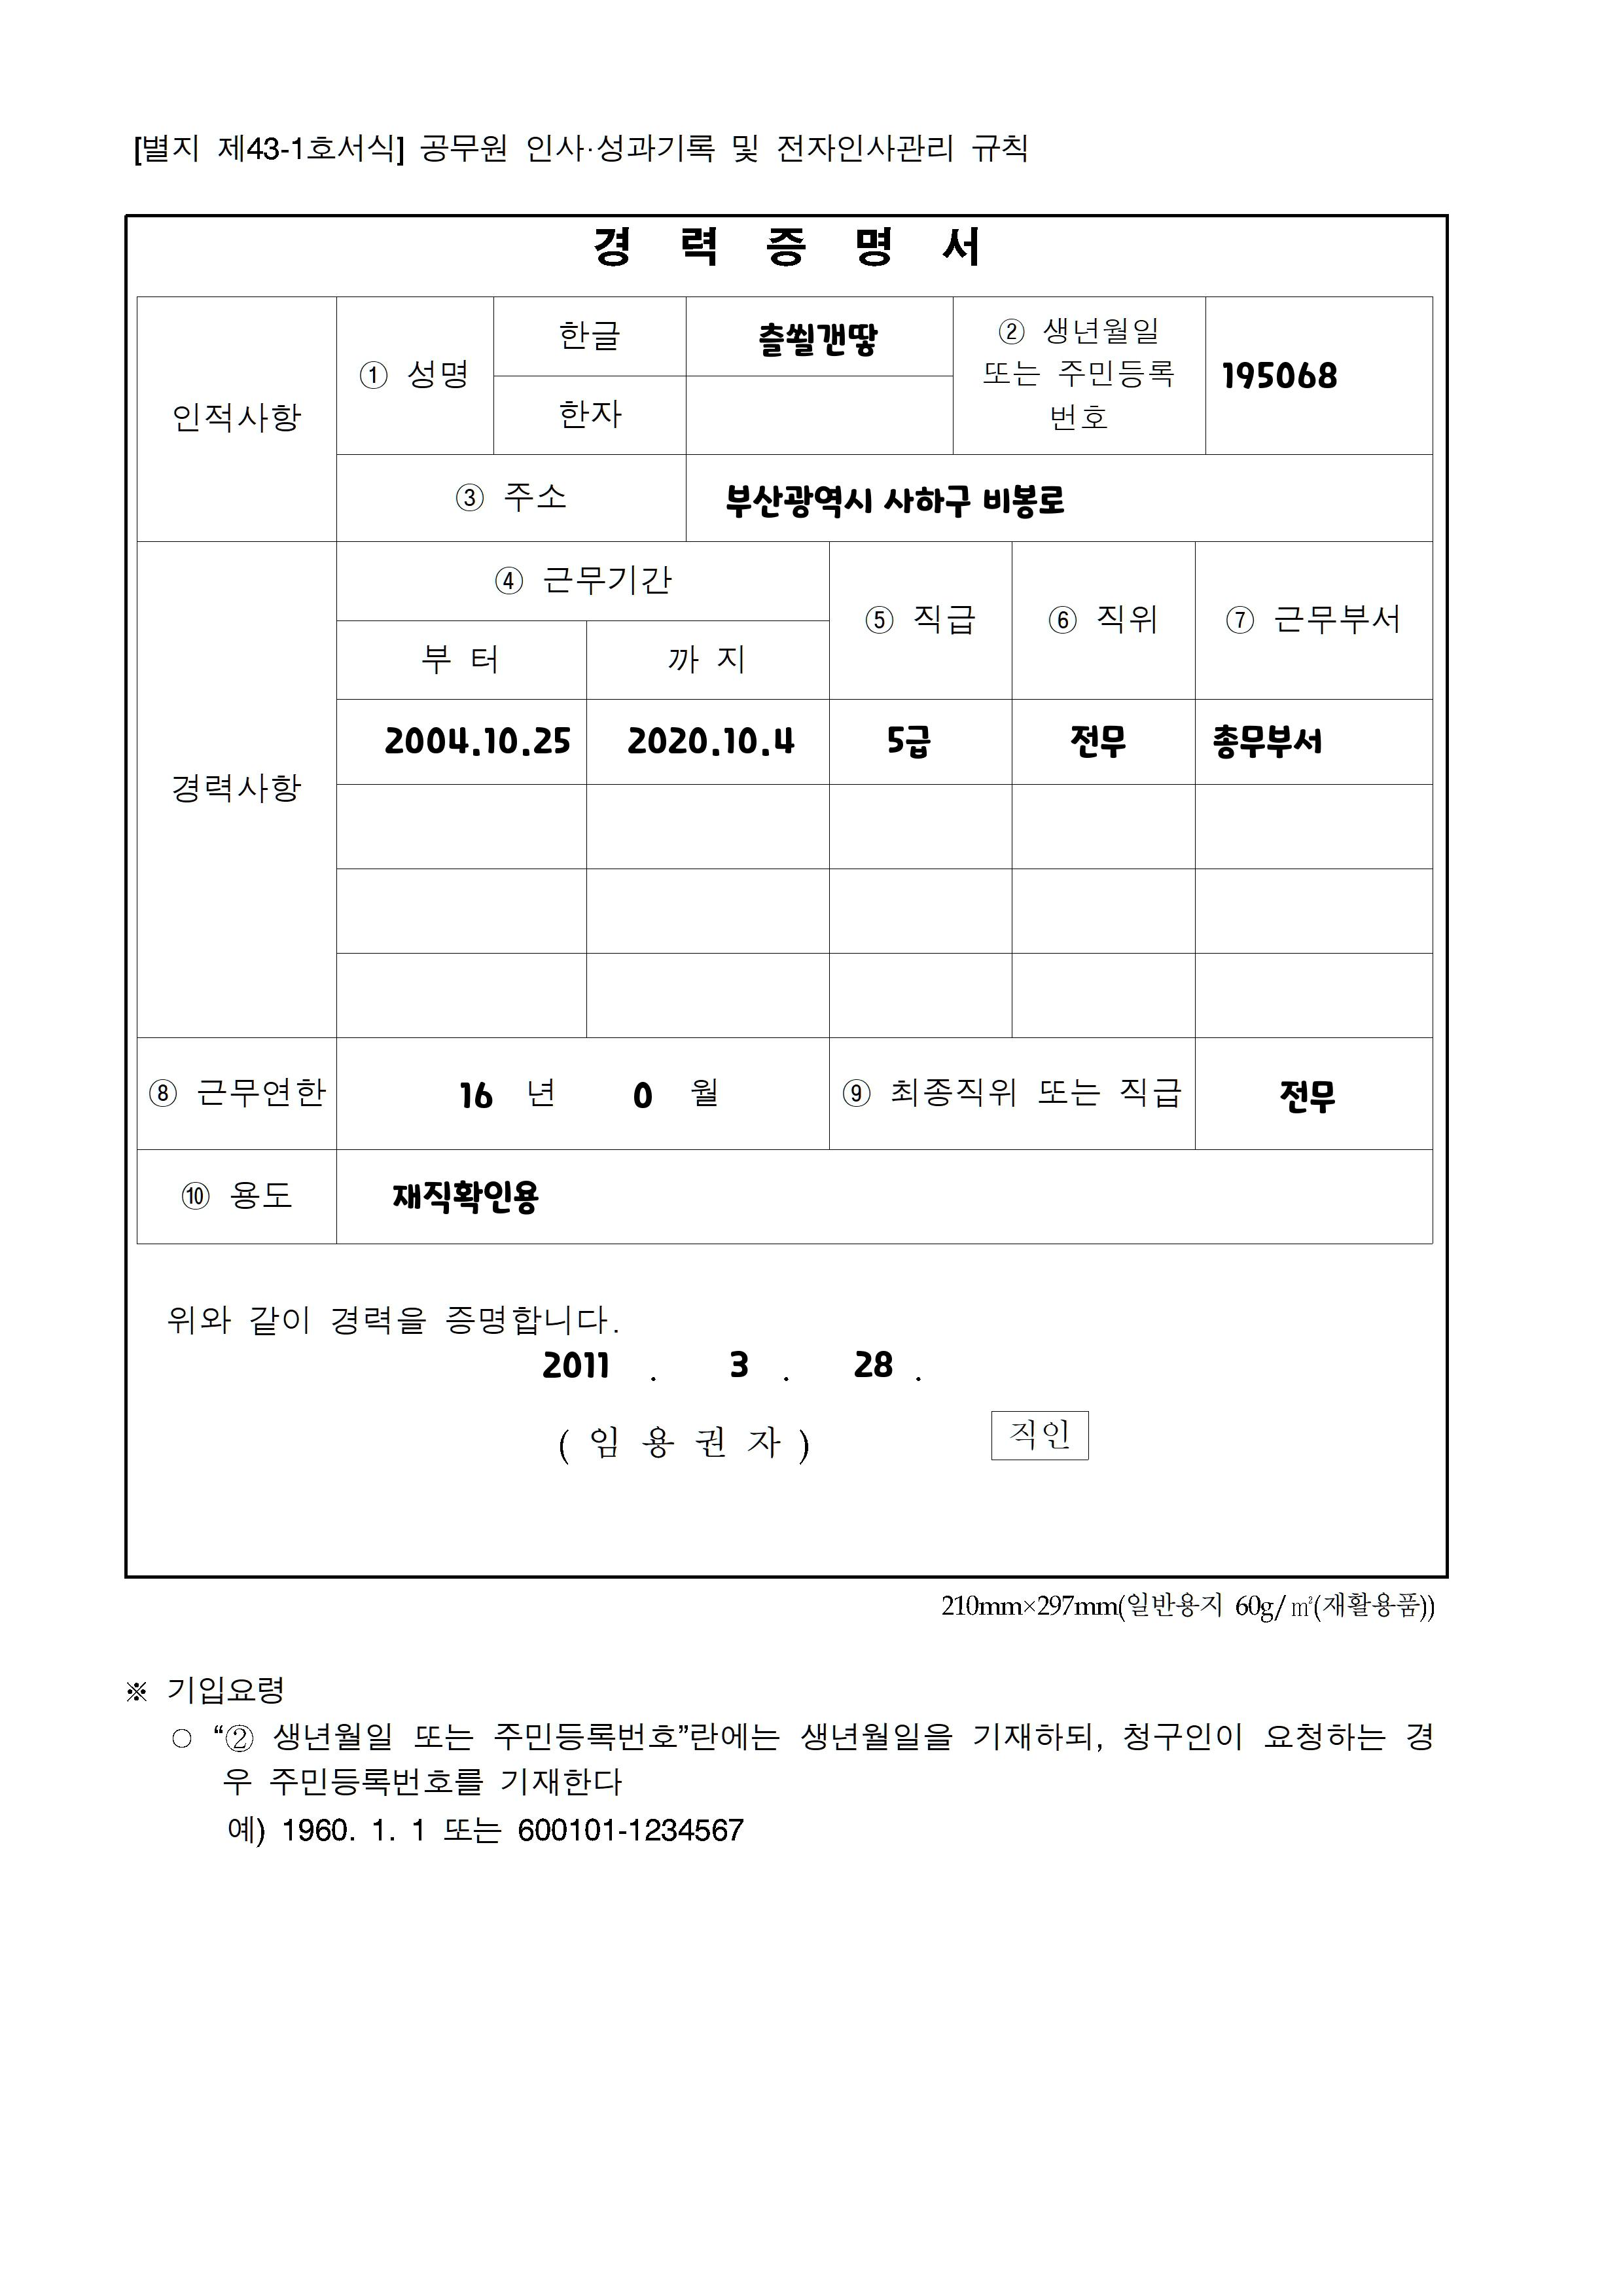 [별지 제43-1호서식] 공무원 인사·성과기록 및 전자인사관리 규칙
경 력 증 명 서
인적사항
① 성명
한글
츨쐴갠땋
② 생년월일
또는 주민등록
번호
195068
한자
③ 주소
부산광역시 사하구 비봉로
경력사항
④ 근무기간
⑤ 직급
⑥ 직위
⑦ 근무부서
부 터
까 지
2004.10.25
2020.10.4
5급
전무
총무부서
⑧ 근무연한
16 년 0 월
⑨ 최종직위 또는 직급
전무
⑩ 용도
재직확인용
위와 같이 경력을 증명합니다.
2011 . 3 . 28 .
( 임 용 권 자 )
직인
210mm×297mm(일반용지 60g/㎡(재활용품))
※ 기입요령
○ “② 생년월일 또는 주민등록번호”란에는 생년월일을 기재하되, 청구인이 요청하는 경
우 주민등록번호를 기재한다
예) 1960. 1. 1 또는 600101-1234567